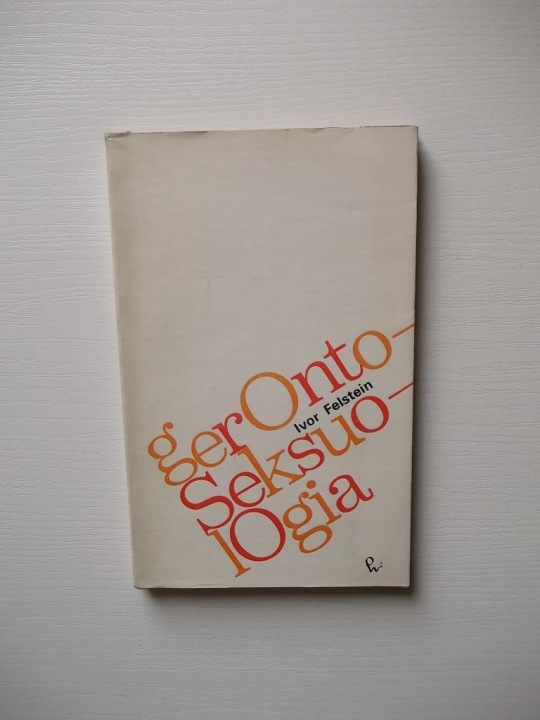 gerOnto–
Ivor Felstein
Seksuo–
lOgia